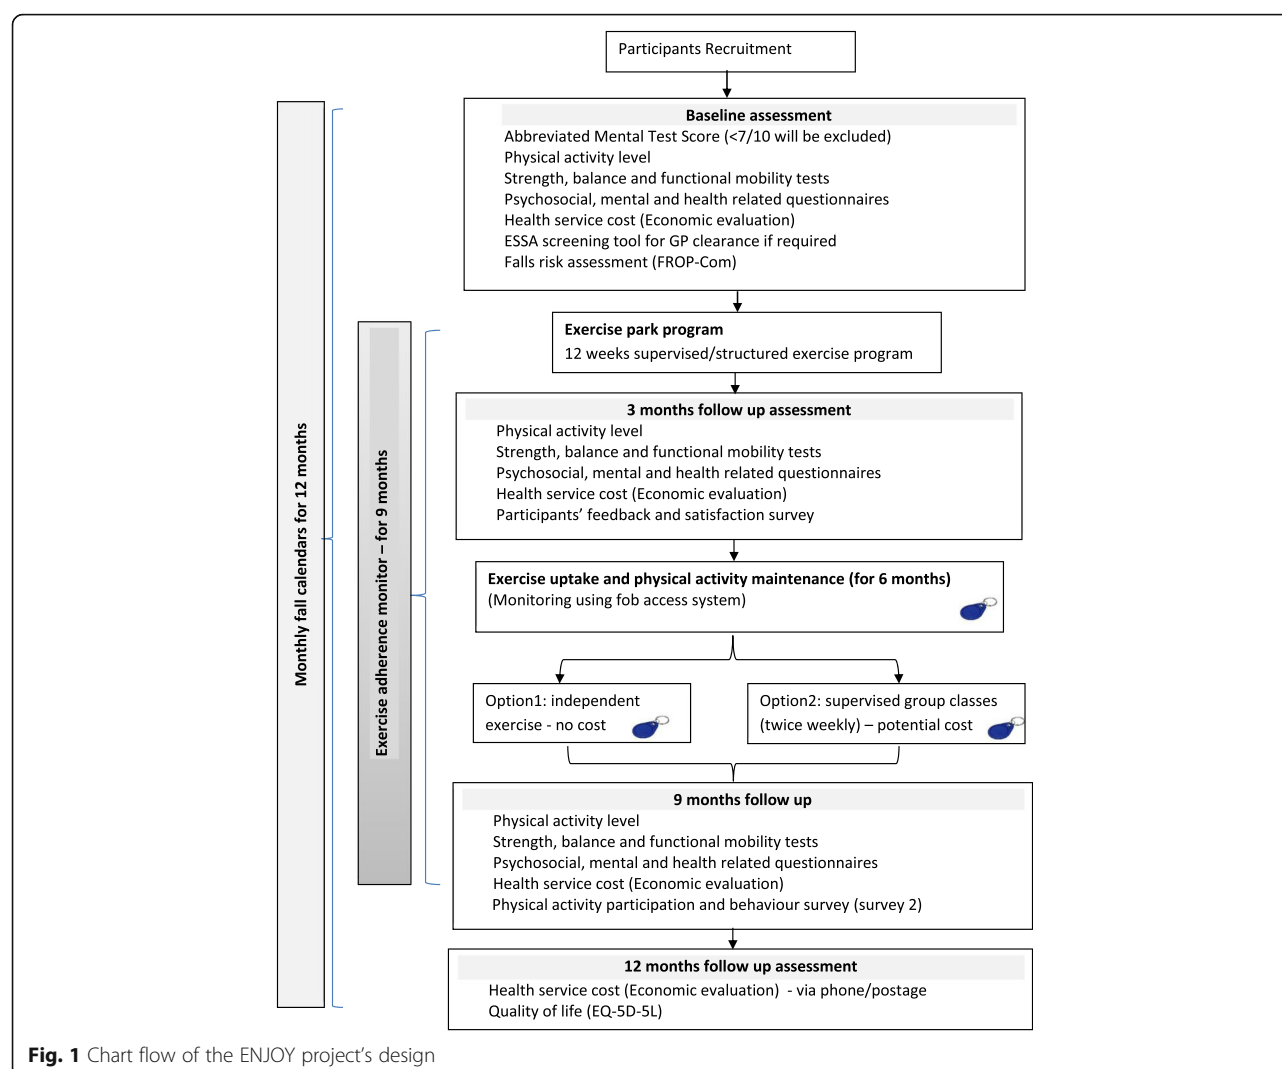 Participants Recruitment
Baseline assessment
Abbreviated Mental Test Score (<7/10 will be excluded)
Physical activity level
Strength, balance and functional mobility tests
Psychosocial, mental and health related questionnaires
Health service cost (Economic evaluation)
ESSA screening tool for GP clearance if required
Falls risk assessment (FROP-Com)
Exercise park program
12 weeks supervised/structured exercise program
3 months follow up assessment
Physical activity level
Strength, balance and functional mobility tests
Psychosocial, mental and health related questionnaires
Health service cost (Economic evaluation)
Participants’ feedback and satisfaction survey
Monthly fall calendars for 12 months
Exercise adherence monitor – for 9 months
Exercise uptake and physical activity maintenance (for 6 months)
(Monitoring using fob access system)
Option1: independent
exercise - no cost
Option2: supervised group classes
(twice weekly) – potential cost
9 months follow up
Physical activity level
Strength, balance and functional mobility tests
Psychosocial, mental and health related questionnaires
Health service cost (Economic evaluation)
Physical activity participation and behaviour survey (survey 2)
12 months follow up assessment
Health service cost (Economic evaluation)  - via phone/postage
Quality of life (EQ-5D-5L)
Fig. 1 Chart flow of the ENJOY project’s design